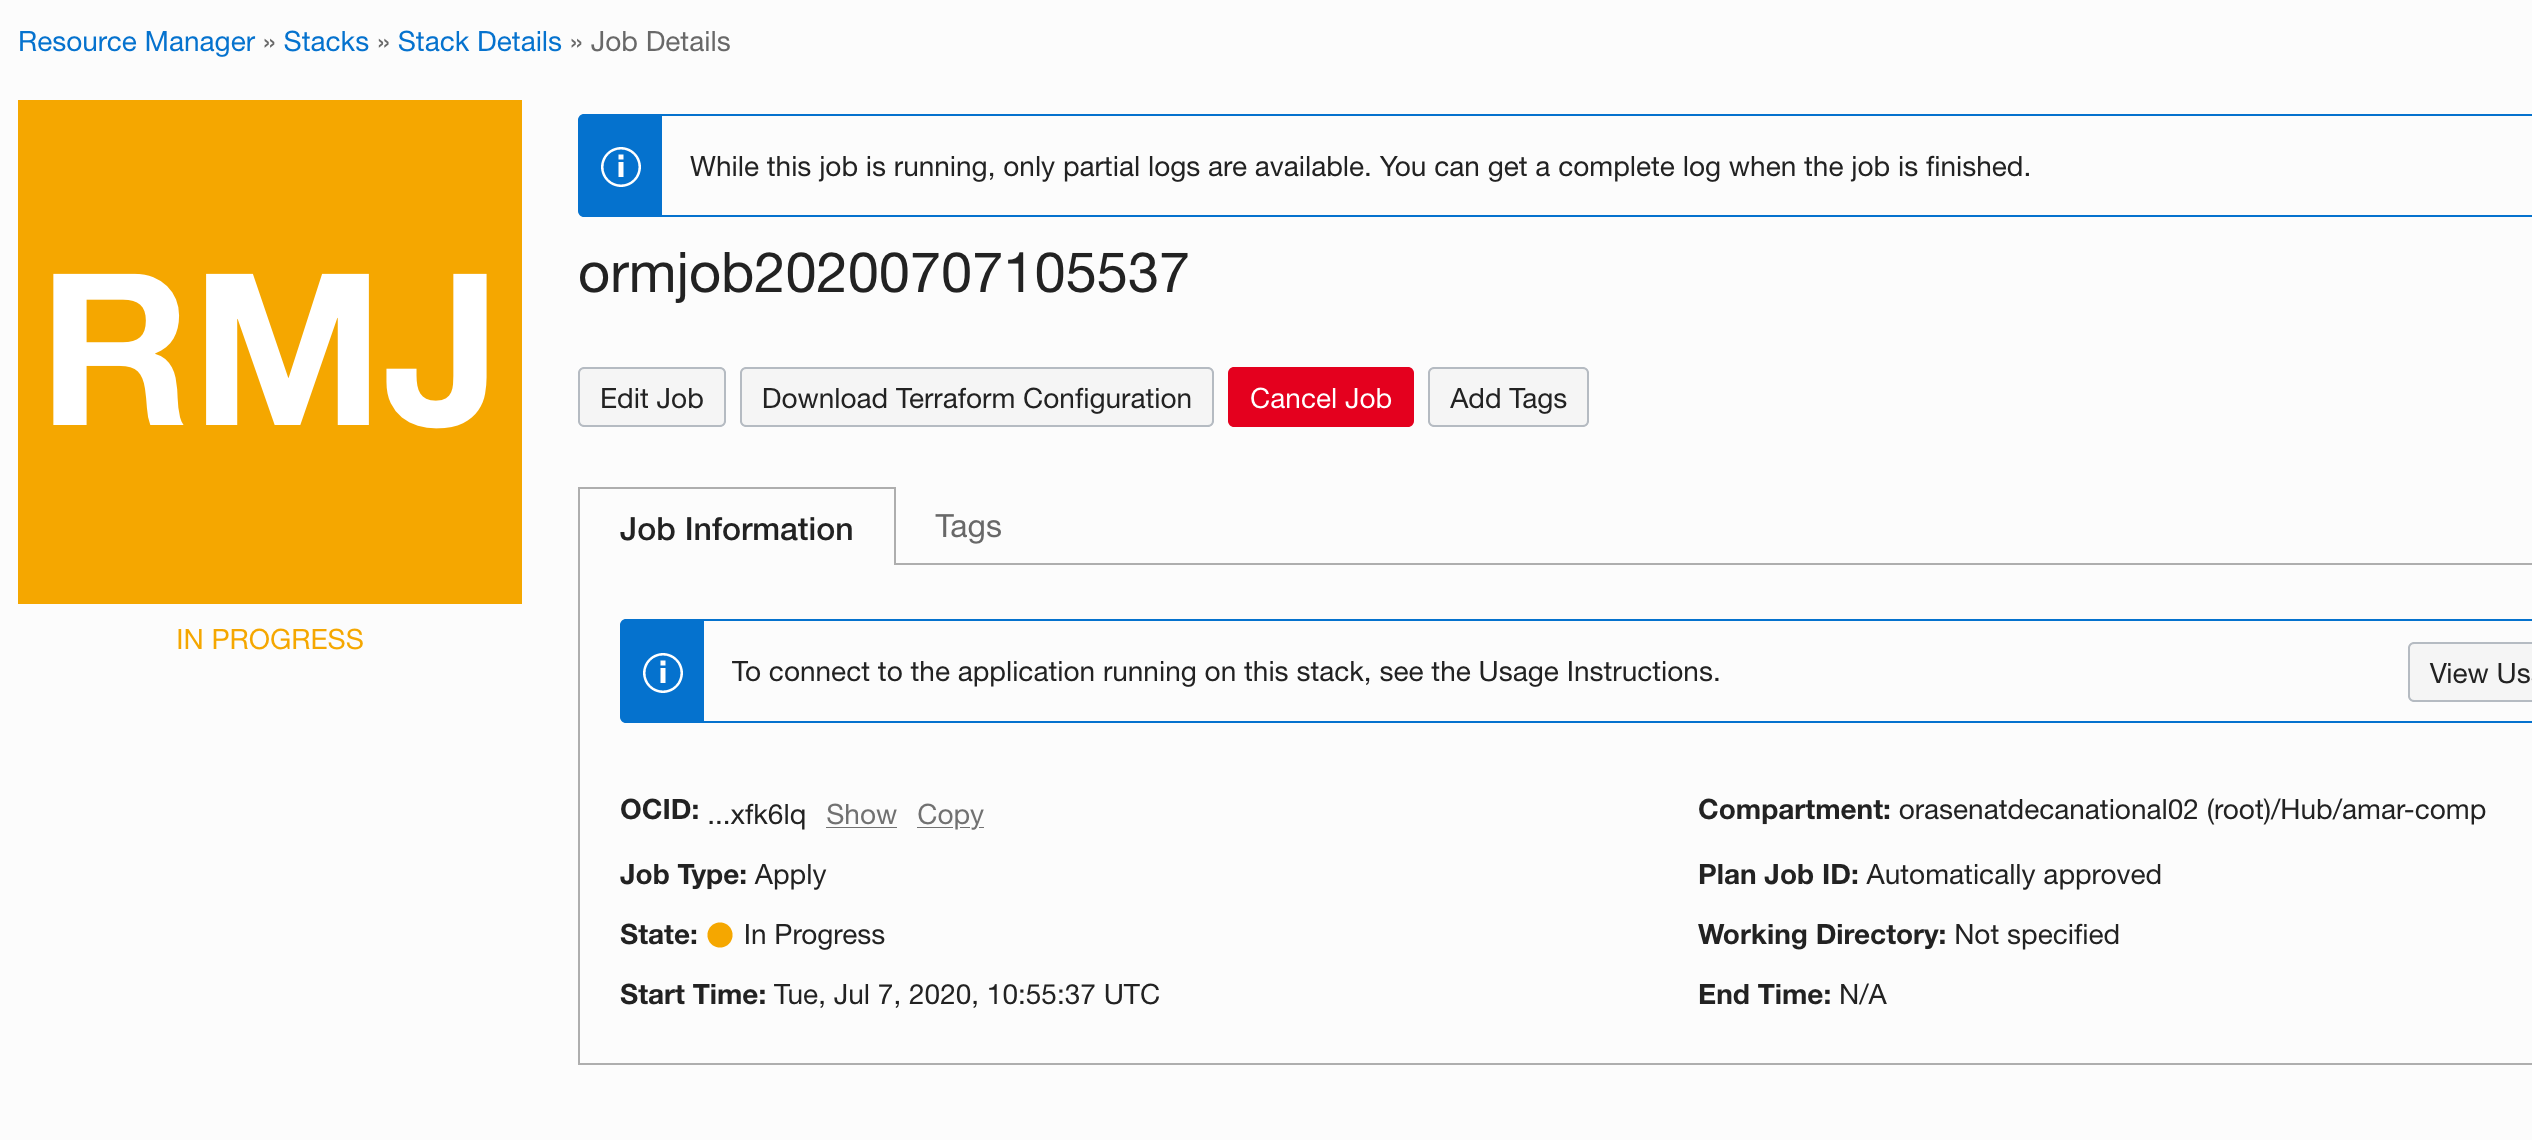 Resource Manager » Stacks » Stack Details » Job Details
RMJ
IN PROGRESS
While this job is running, only partial logs are available. You can get a complete log when the job is finished.
ormjob20200707105537
Edit Job Download Terraform Configuration Cancel Job Add Tags
Job Information Tags
To connect to the application running on this stack, see the Usage Instructions. View Us
OCID: ...xfk6lq Show Copy
Compartment: orasenatdecanational02 (root)/Hub/amar-comp
Job Type: Apply
Plan Job ID: Automatically approved
State: In Progress
Working Directory: Not specified
Start Time: Tue, Jul 7, 2020, 10:55:37 UTC
End Time: N/A